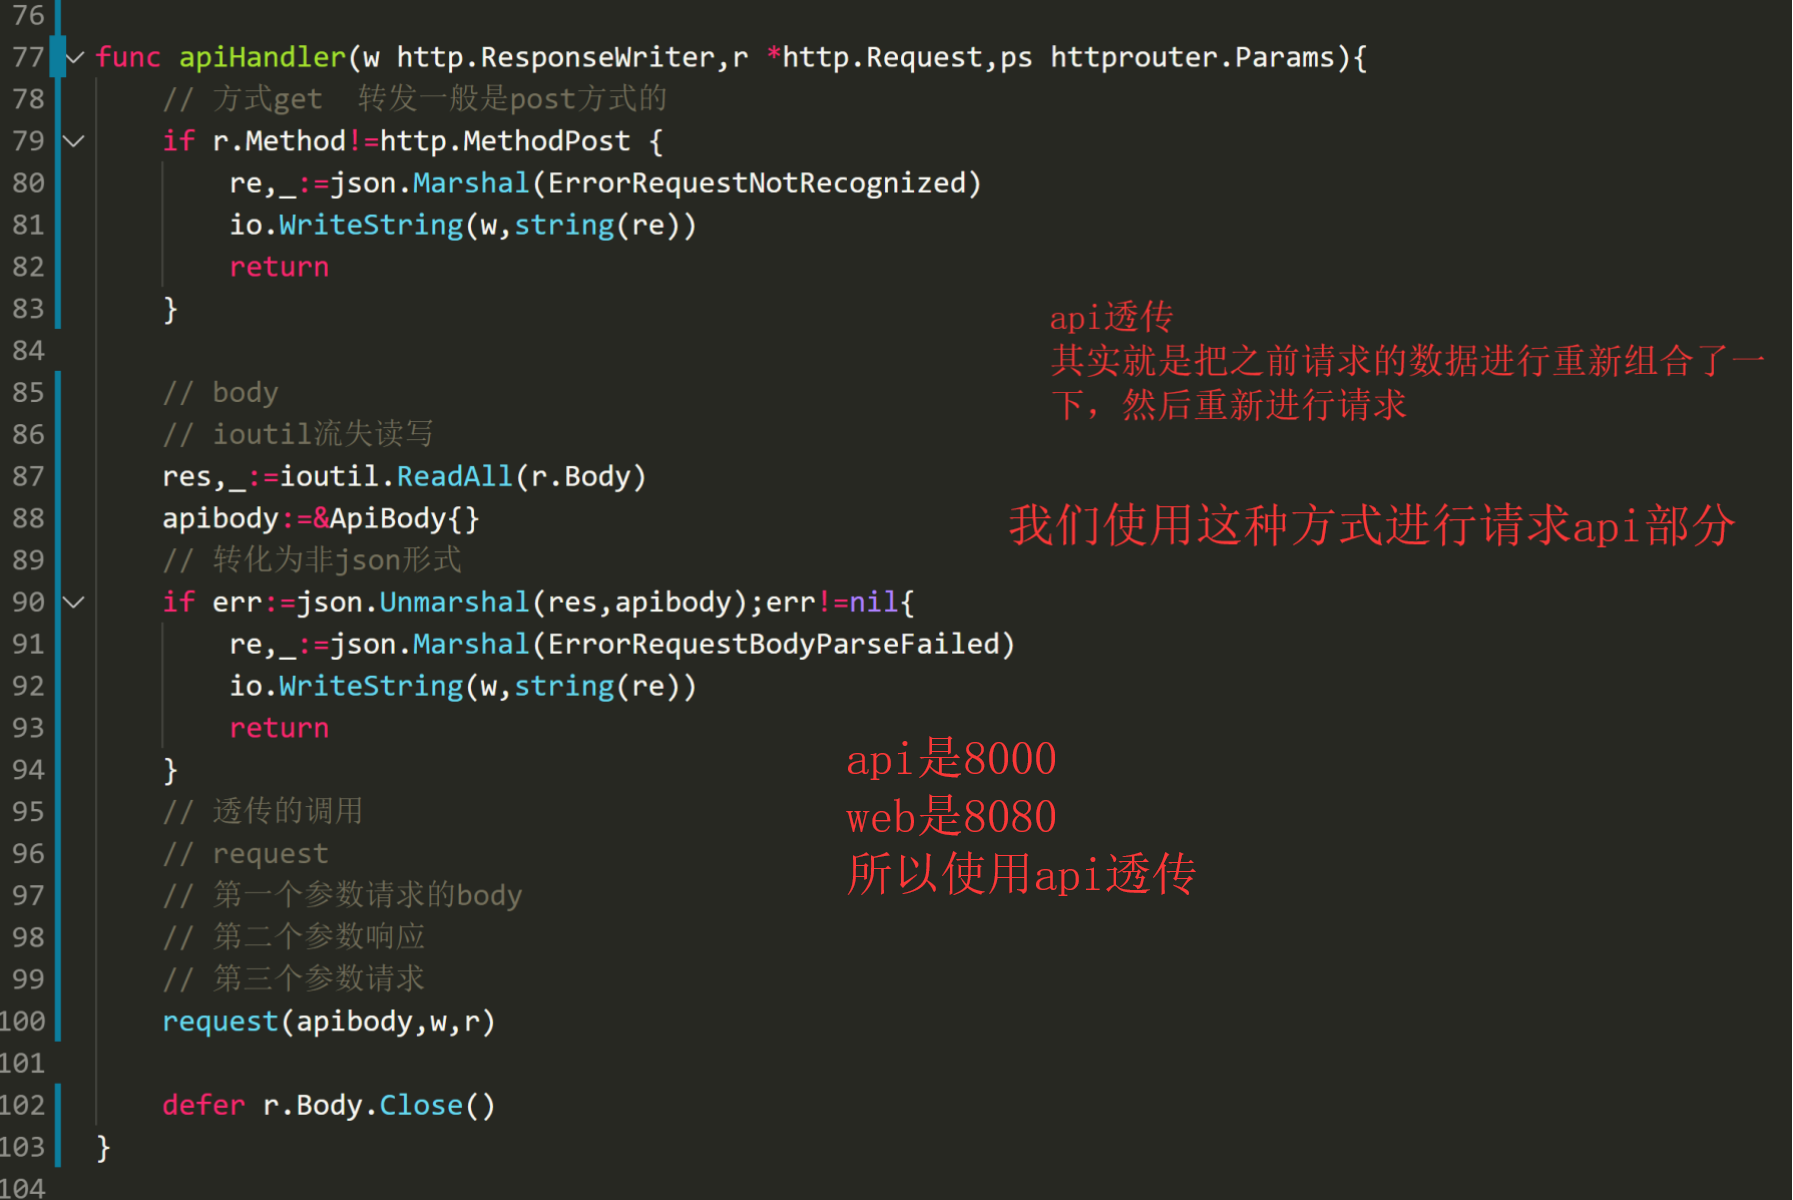 76
77 func apiHandler(w http.ResponseWriter,r *http.Request,ps httprouter.Params){
78 // 方式get  转发一般是post方式的
79 if r.Method!=http.MethodPost {
80 re,_:=json.Marshal(ErrorRequestNotRecognized)
81 io.WriteString(w,string(re))
82 return
83 }
api透传
84
其实就是把之前请求的数据进行重新组合了一
下，然后重新进行请求
85 // body
86 // ioutil流失读写
87 res,_:=ioutil.ReadAll(r.Body)
88 apibody:=&ApiBody{}
我们使用这种方式进行请求api部分
89 // 转化为非json形式
90 if err:=json.Unmarshal(res,apibody);err!=nil{
91 re,_:=json.Marshal(ErrorRequestBodyParseFailed)
92 io.WriteString(w,string(re))
93 return
94 }
api是8000
web是8080
所以使用api透传
95 // 透传的调用
96 // request
97 // 第一个参数请求的body
98 // 第二个参数响应
99 // 第三个参数请求
100 request(apibody,w,r)
101
102 defer r.Body.Close()
103 }
104